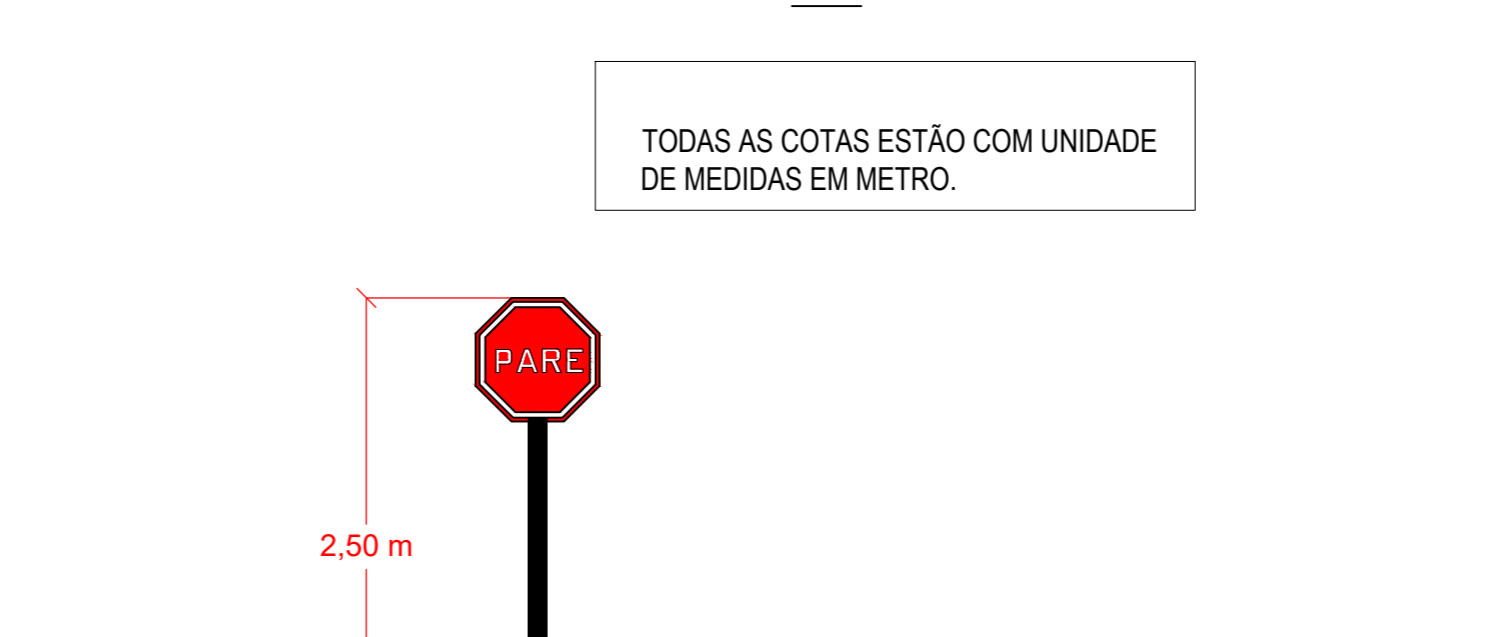 TODAS AS COTAS ESTÃO COM UNIDADE
DE MEDIDAS EM METRO.
PARE
2,50 m